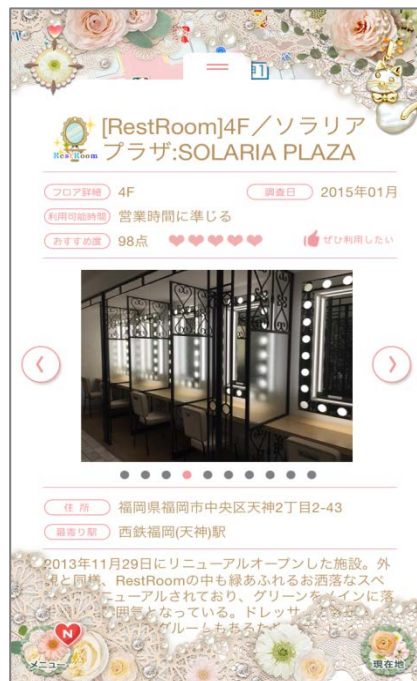 [RestRoom]4F／ソラリア
プラザ:SOLARIA PLAZA
RestRoom
フロア詳細 4F 調査日 2015年01月
利用可能時間 営業時間に準じる
おすすめ度 98点 ぜひ利用したい
住所 福岡県福岡市中央区天神2丁目2-43
最寄り駅 西鉄福岡(天神)駅
2013年11月29日にリニューアルオープンした施設。外
と同様、RestRoomの中も緑あふれるお洒落なスペ
ニューアルされており、グリーンをメインに落
囲気となっている。ドレッサ
N
メニュー
現在地